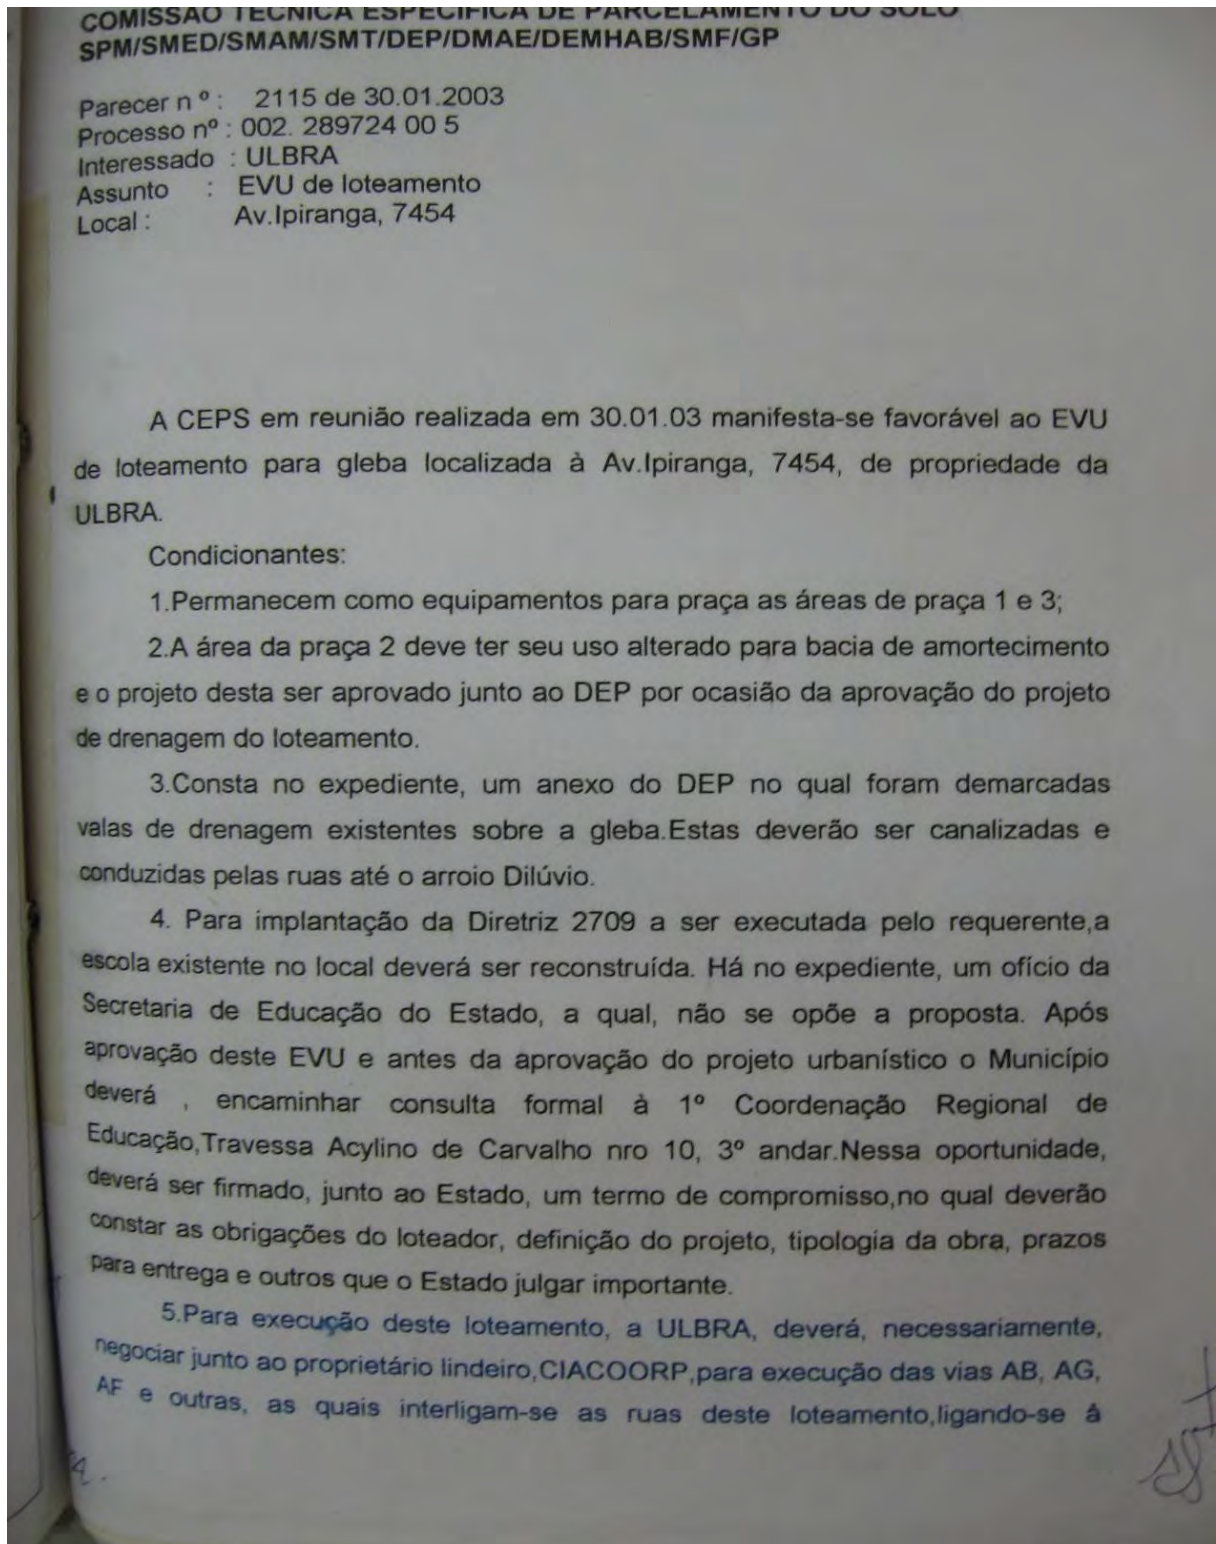 COMISSÃO TÉCNICA ESPECÍFICA DE PARCELAMENTO DO SOLO
SPM/SMED/SMAM/SMT/DEP/DMAE/DEMHAB/SMF/GP
Parecer n º : 2115 de 30.01.2003
Processo nº : 002. 289724 00 5
Interessado : ULBRA
Assunto : EVU de loteamento
Local : Av.Ipiranga, 7454
A CEPS em reunião realizada em 30.01.03 manifesta-se favorável ao EVU
de loteamento para gleba localizada à Av.Ipiranga, 7454, de propriedade da
ULBRA.
Condicionantes:
1.Permanecem como equipamentos para praça as áreas de praça 1 e 3;
2.A área da praça 2 deve ter seu uso alterado para bacia de amortecimento
e o projeto desta ser aprovado junto ao DEP por ocasião da aprovação do projeto
de drenagem do loteamento.
3.Consta no expediente, um anexo do DEP no qual foram demarcadas
valas de drenagem existentes sobre a gleba.Estas deverão ser canalizadas e
conduzidas pelas ruas até o arroio Dilúvio.
4. Para implantação da Diretriz 2709 a ser executada pelo requerente,a
escola existente no local deverá ser reconstruída. Há no expediente, um ofício da
Secretaria de Educação do Estado, a qual, não se opõe a proposta. Após
aprovação deste EVU e antes da aprovação do projeto urbanístico o Município
deverá , encaminhar consulta formal à 1º Coordenação Regional de
Educação,Travessa Acylino de Carvalho nro 10, 3º andar.Nessa oportunidade,
deverá ser firmado, junto ao Estado, um termo de compromisso,no qual deverão
constar as obrigações do loteador, definição do projeto, tipologia da obra, prazos
para entrega e outros que o Estado julgar importante.
5.Para execução deste loteamento, a ULBRA, deverá, necessariamente,
negociar junto ao proprietário lindeiro,CIACOORP,para execução das vias AB, AG,
AF e outras, as quais interligam-se as ruas deste loteamento,ligando-se á